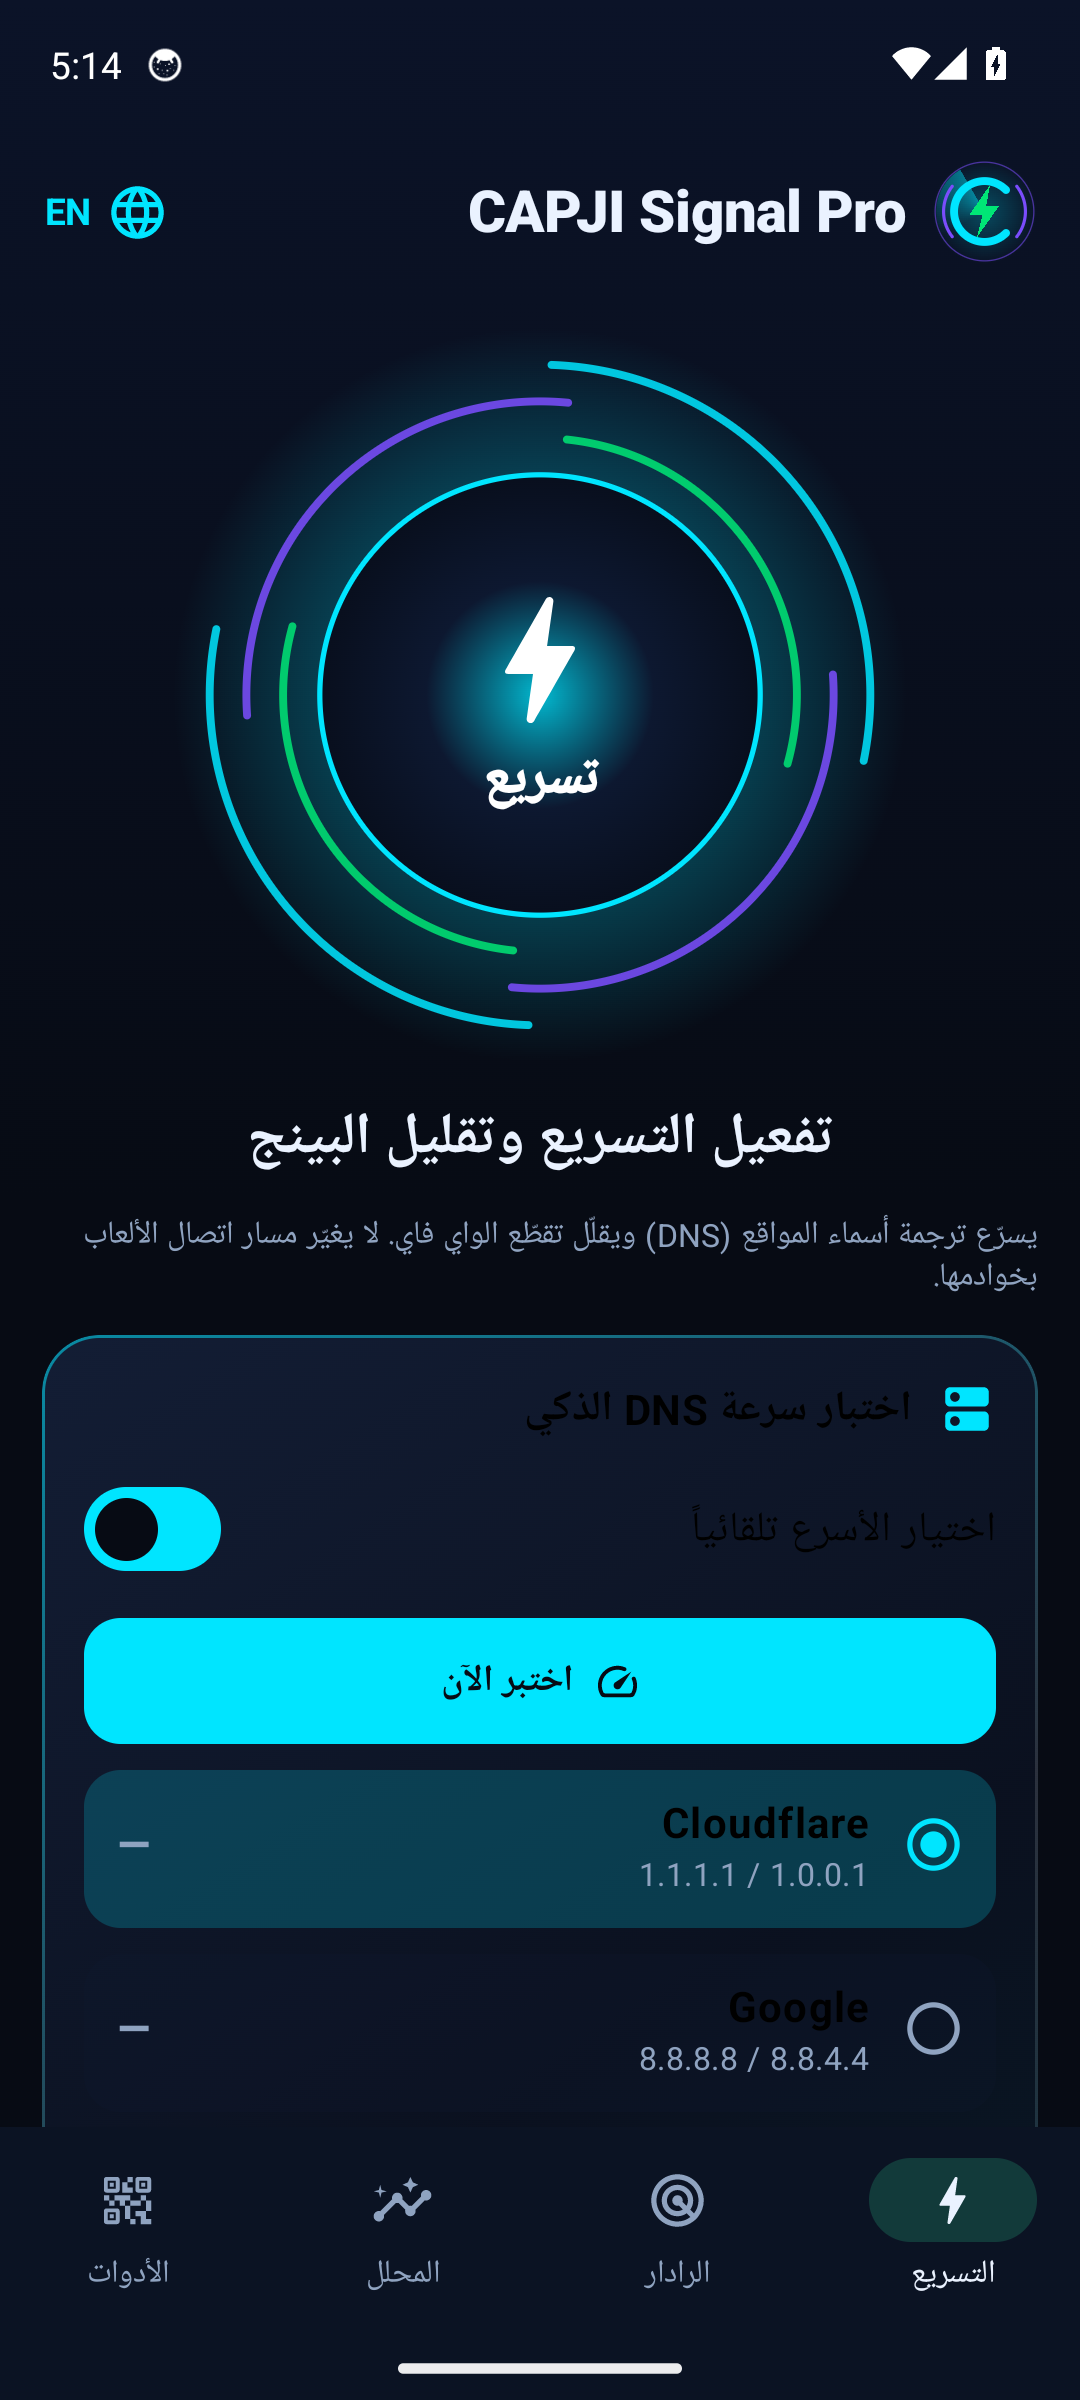 5:14
CAPJI Signal Pro
EN
تسريع
تفعيل التسريع وتقليل البينج
يسرّع ترجمة أسماء المواقع (DNS) ويقلّل تقطّع الواي فاي. لا يغيّر مسار اتصال الألعاب
بخوادمها.
اختبار سرعة DNS الذكي
اختيار الأسرع تلقائياً
اختبر الآن
Cloudflare
1.1.1.1 / 1.0.0.1
–
Google
8.8.8.8 / 8.8.4.4
–
التسريع
الرادار
المحلل
الأدوات